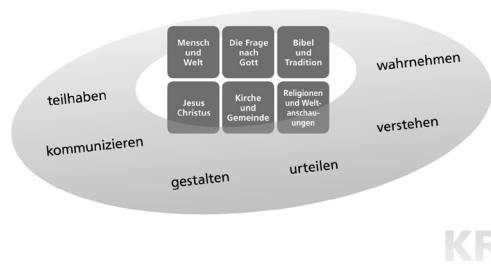 Mensch
und
Welt
Die Frage
nach
Gott
Bibel
und
Tradition
Jesus
Christus
Kirche
und
Gemeinde
Religionen
und Welt-
anschau-
ungen
wahrnehmen
verstehen
urteilen
gestalten
kommunizieren
teilhaben
KR